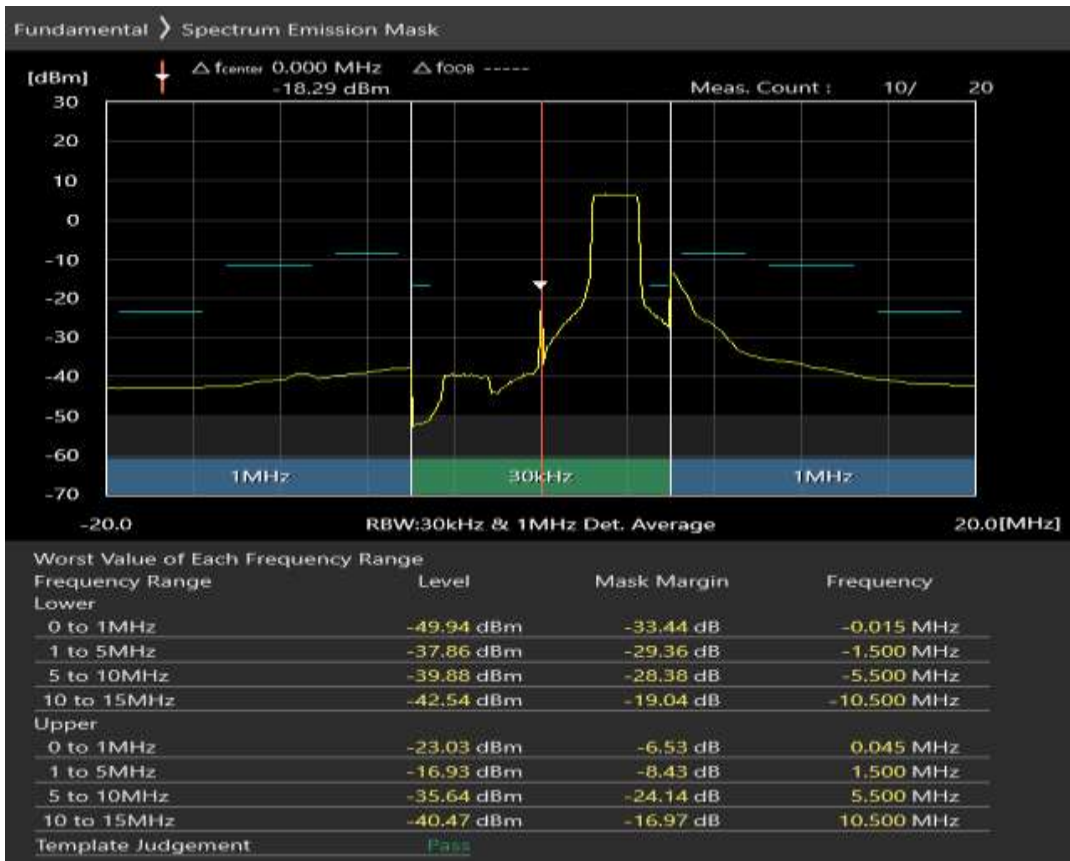 Fundamental 〉 Spectrum Emission Mask
[dBm] △ fcenter 0.000 MHz △ fOOB -----
-18.29 dBm Meas. Count : 10/ 20
30
20
10
0
-10
-20
-30
-40
-50
-60
1MHz 30kHz 1MHz
-70
-20.0 RBW:30kHz & 1MHz Det. Average 20.0[MHz]
Worst Value of Each Frequency Range
Frequency Range Level Mask Margin Frequency
Lower
0 to 1MHz -49.94 dBm -33.44 dB -0.015 MHz
1 to 5MHz -37.86 dBm -29.36 dB -1.500 MHz
5 to 10MHz -39.88 dBm -28.38 dB -5.500 MHz
10 to 15MHz -42.54 dBm -19.04 dB -10.500 MHz
Upper
0 to 1MHz -23.03 dBm -6.53 dB 0.045 MHz
1 to 5MHz -16.93 dBm -8.43 dB 1.500 MHz
5 to 10MHz -35.64 dBm -24.14 dB 5.500 MHz
10 to 15MHz -40.47 dBm -16.97 dB 10.500 MHz
Template Judgement Pass